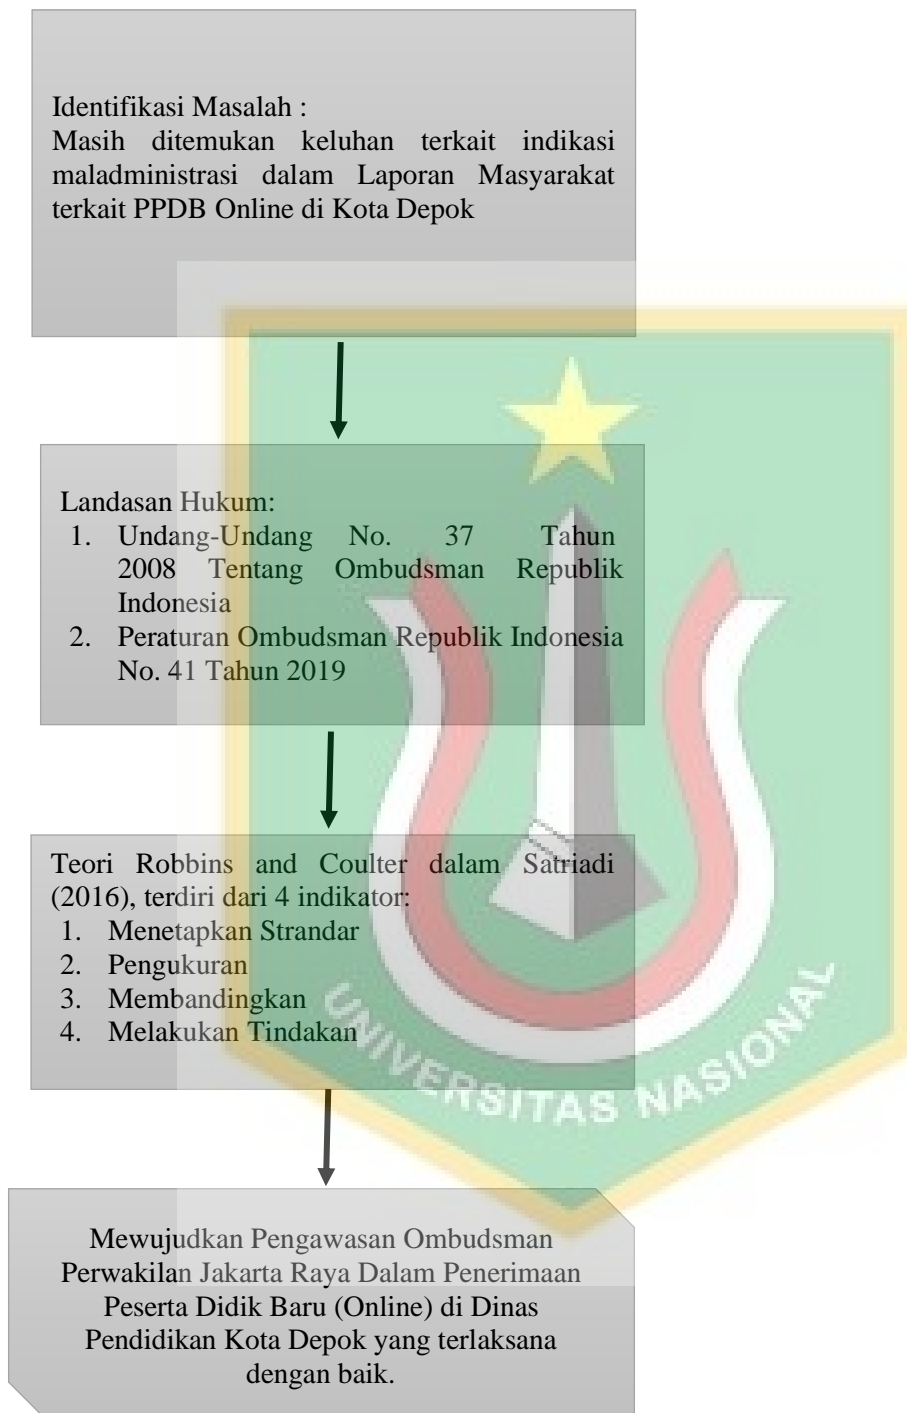 Identifikasi Masalah :
Masih ditemukan keluhan terkait indikasi
maladministrasi dalam Laporan Masyarakat
terkait PPDB Online di Kota Depok
Landasan Hukum:
1. Undang-Undang No. 37 Tahun
2008 Tentang Ombudsman Republik
Indonesia
2. Peraturan Ombudsman Republik Indonesia
No. 41 Tahun 2019
Teori Robbins and Coulter dalam Satriadi
(2016), terdiri dari 4 indikator:
1. Menetapkan Strandar
2. Pengukuran
3. Membandingkan
4. Melakukan Tindakan
UNIVERSITAS NASIONAL
Mewujudkan Pengawasan Ombudsman
Perwakilan Jakarta Raya Dalam Penerimaan
Peserta Didik Baru (Online) di Dinas
Pendidikan Kota Depok yang terlaksana
dengan baik.